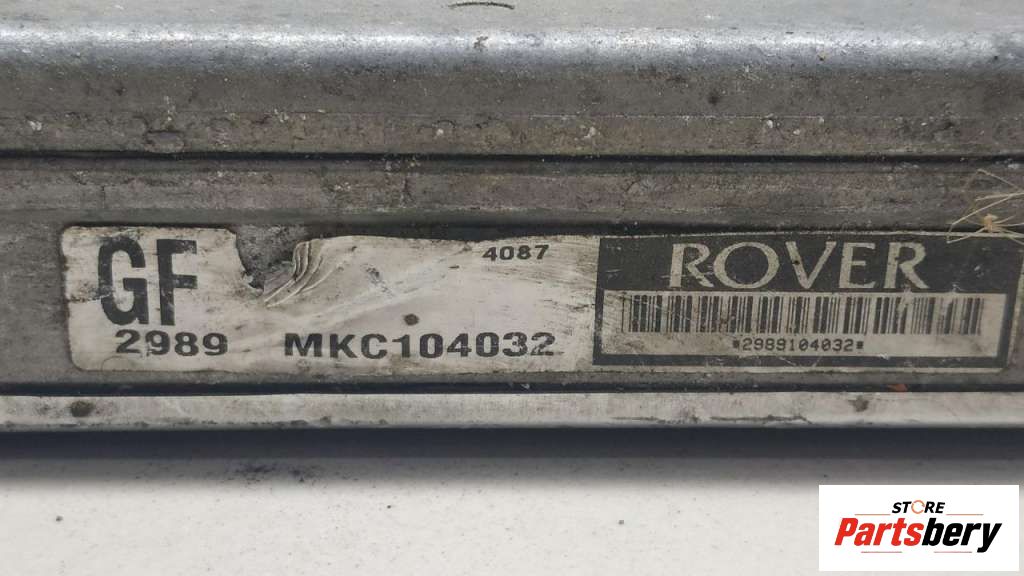 GF
4087
2989 MKC104032
ROVER
*2989104032*
STORE
Partsbery